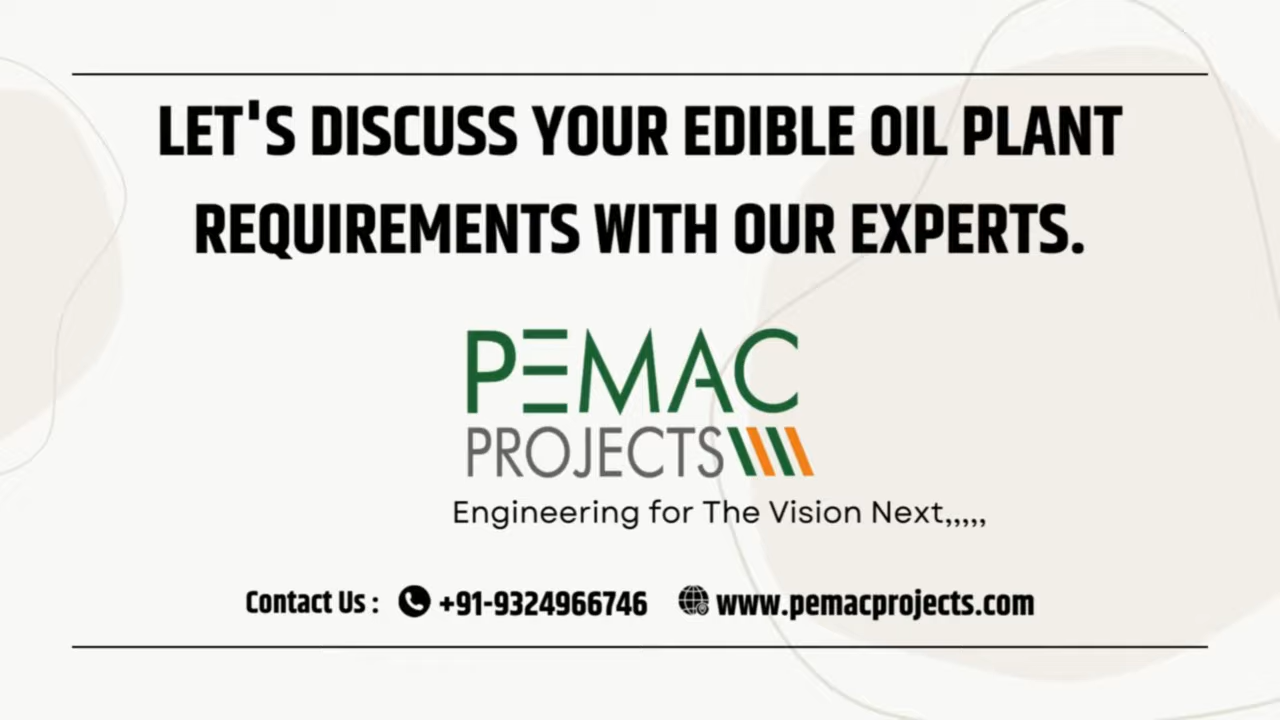 LET'S DISCUSS YOUR EDIBLE OIL PLANT
REQUIREMENTS WITH OUR EXPERTS.
PEMAC
PROJECTS
Engineering for The Vision Next,,,,,
Contact Us : +91-9324966746 www.pemacprojects.com